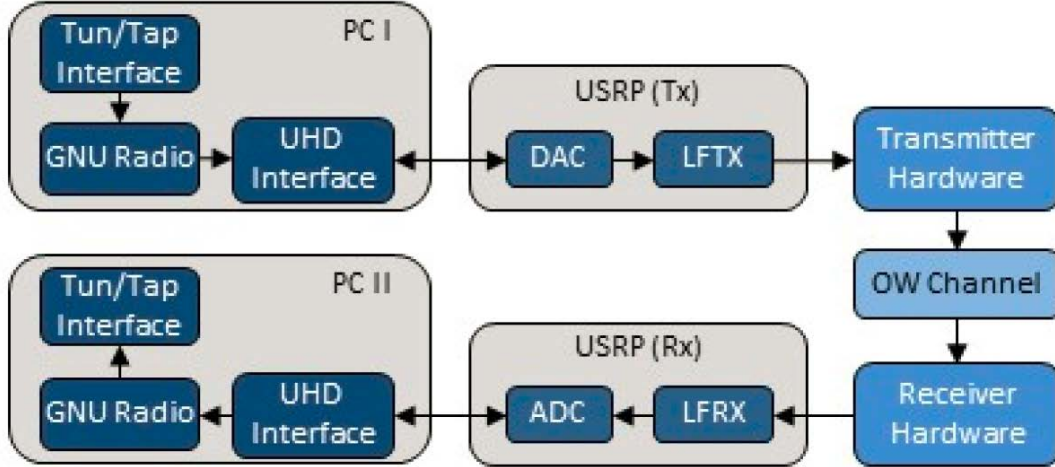 PC I
Tun/Tap
Interface
GNU Radio
UHD
Interface
USRP (Tx)
DAC
LFTX
Transmitter
Hardware
OW Channel
PC II
Tun/Tap
Interface
GNU Radio
UHD
Interface
USRP (Rx)
ADC
LFRX
Receiver
Hardware